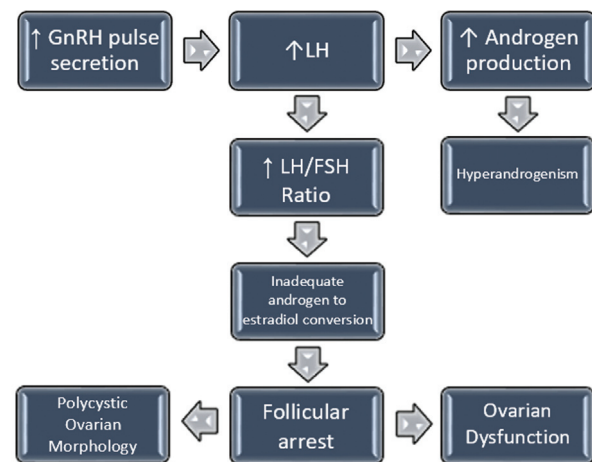 ↑ GnRH pulse
secretion
↑LH
↑ Androgen
production
↑ LH/FSH
Ratio
Hyperandrogenism
Inadequate
androgen to
estradiol conversion
Polycystic
Ovarian
Morphology
Follicular
arrest
Ovarian
Dysfunction